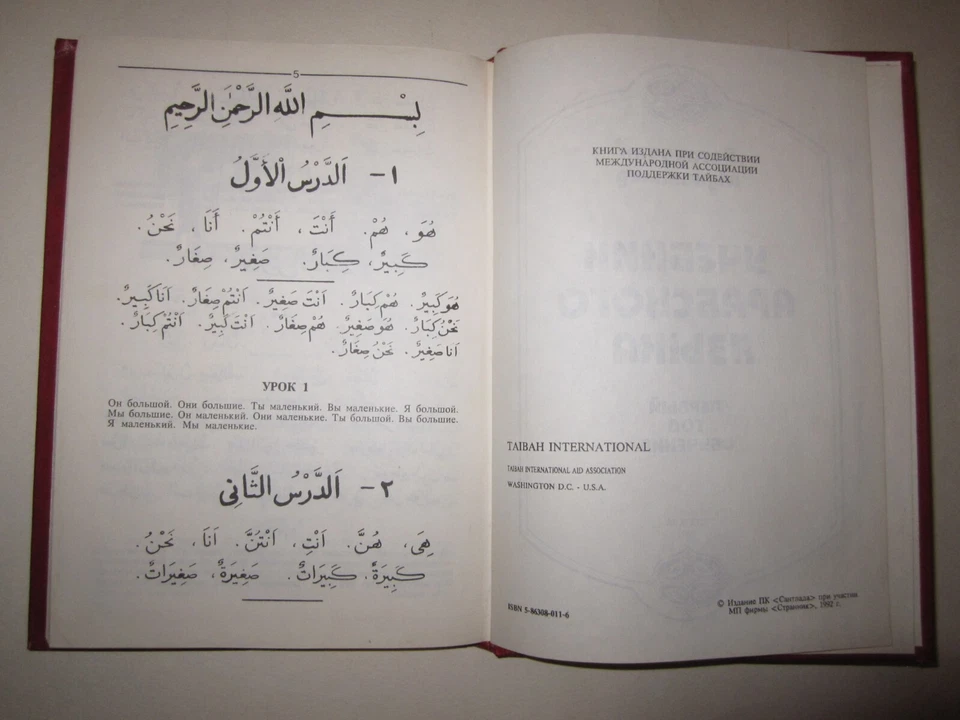 5
بِسْمِ اللَّهِ الرَّحْمٰنِ الرَّحِيمِ
١- اَلدَّرْسُ الْأَوَّلُ
هُوَ، هُمْ. أَنْتَ، أَنْتُمْ. أَنَا، نَحْنُ.
كَبِيرٌ، كِبَارٌ. صَغِيرٌ، صِغَارٌ.
هُوَ كَبِيرٌ. هُمْ كِبَارٌ. اَنْتَ صَغِيرٌ. اَنْتُمْ صِغَارٌ. اَنَا كَبِيرٌ.
نَحْنُ كِبَارٌ. هُوَ صَغِيرٌ. هُمْ صِغَارٌ. اَنْتَ كَبِيرٌ. اَنْتُمْ كِبَارٌ.
اَنَا صَغِيرٌ. نَحْنُ صِغَارٌ.
УРОК 1
Он большой. Они большие. Ты маленький. Вы маленькие. Я большой.
Мы большие. Он маленький. Они маленькие. Ты большой. Вы большие.
Я маленький. Мы маленькие.
٢- اَلدَّرْسُ الثَّانِى
هِىَ، هُنَّ. اَنْتِ، اَنْتُنَّ. اَنَا، نَحْنُ.
كَبِيرَةٌ، كَبِيرَاتٌ. صَغِيرَةٌ، صَغِيرَاتٌ.
КНИГА ИЗДАНА ПРИ СОДЕЙСТВИИ
МЕЖДУНАРОДНОЙ АССОЦИАЦИИ
ПОДДЕРЖКИ ТАЙБАХ
TAIBAH INTERNATIONAL
TAIBAH INTERNATIONAL AID ASSOCIATION
WASHINGTON D.C. - U.S.A.
© Издание ПК <Сантлада> при участии
МП фирмы <Странник>, 1992 г.
ISBN 5-86308-011-6